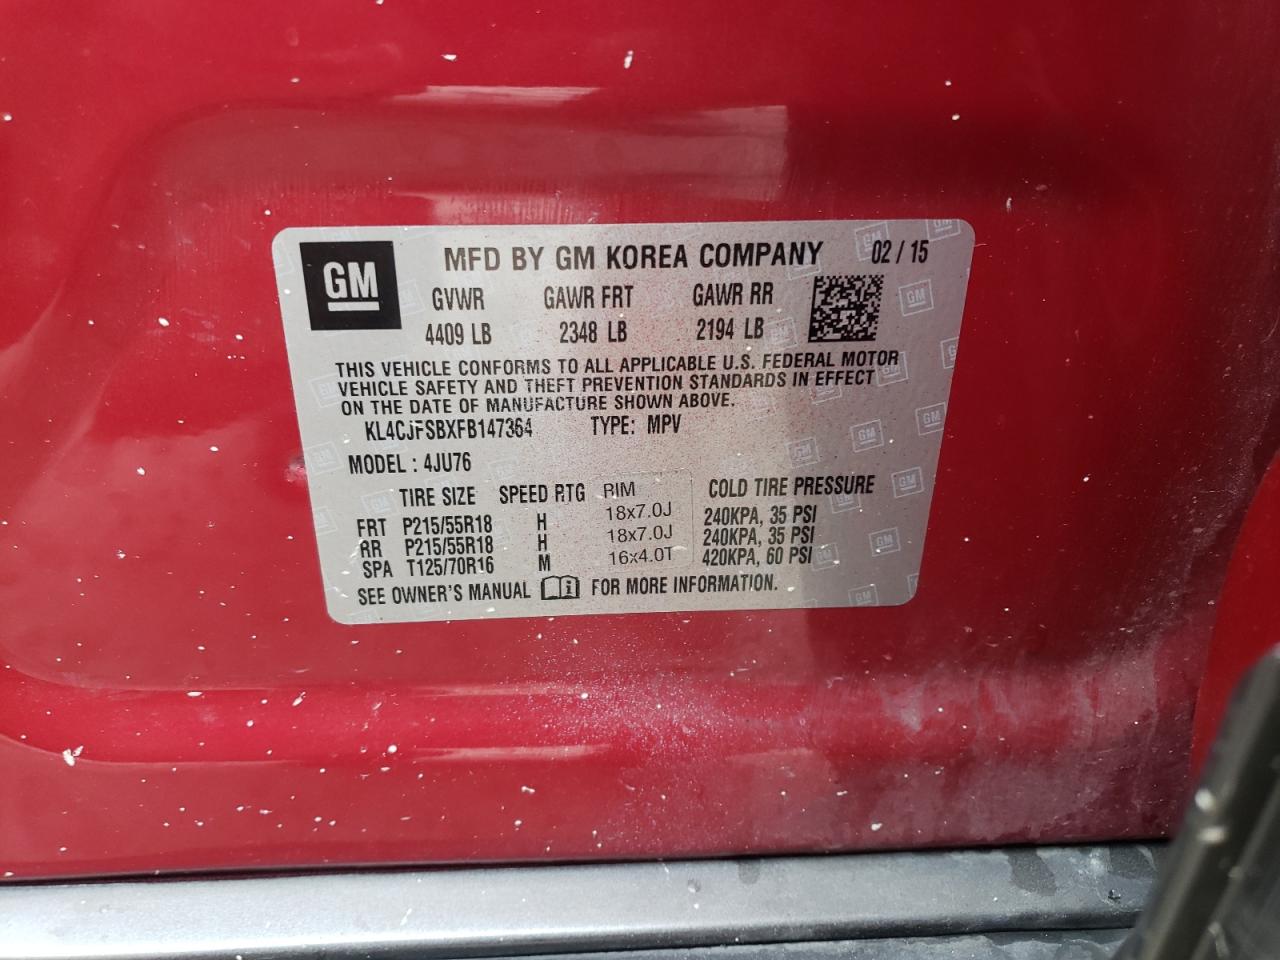 GM
MFD BY GM KOREA COMPANY 02 / 15
GVWR GAWR FRT GAWR RR
4409 LB 2348 LB 2194 LB
THIS VEHICLE CONFORMS TO ALL APPLICABLE U.S. FEDERAL MOTOR
VEHICLE SAFETY AND THEFT PREVENTION STANDARDS IN EFFECT
ON THE DATE OF MANUFACTURE SHOWN ABOVE.
KL4CJFSBXFB147364 TYPE: MPV
MODEL : 4JU76
TIRE SIZE SPEED RTG RIM COLD TIRE PRESSURE
FRT P215/55R18 H 18x7.0J 240KPA, 35 PSI
RR P215/55R18 H 18x7.0J 240KPA, 35 PSI
SPA T125/70R16 M 16x4.0T 420KPA, 60 PSI
SEE OWNER'S MANUAL i FOR MORE INFORMATION.